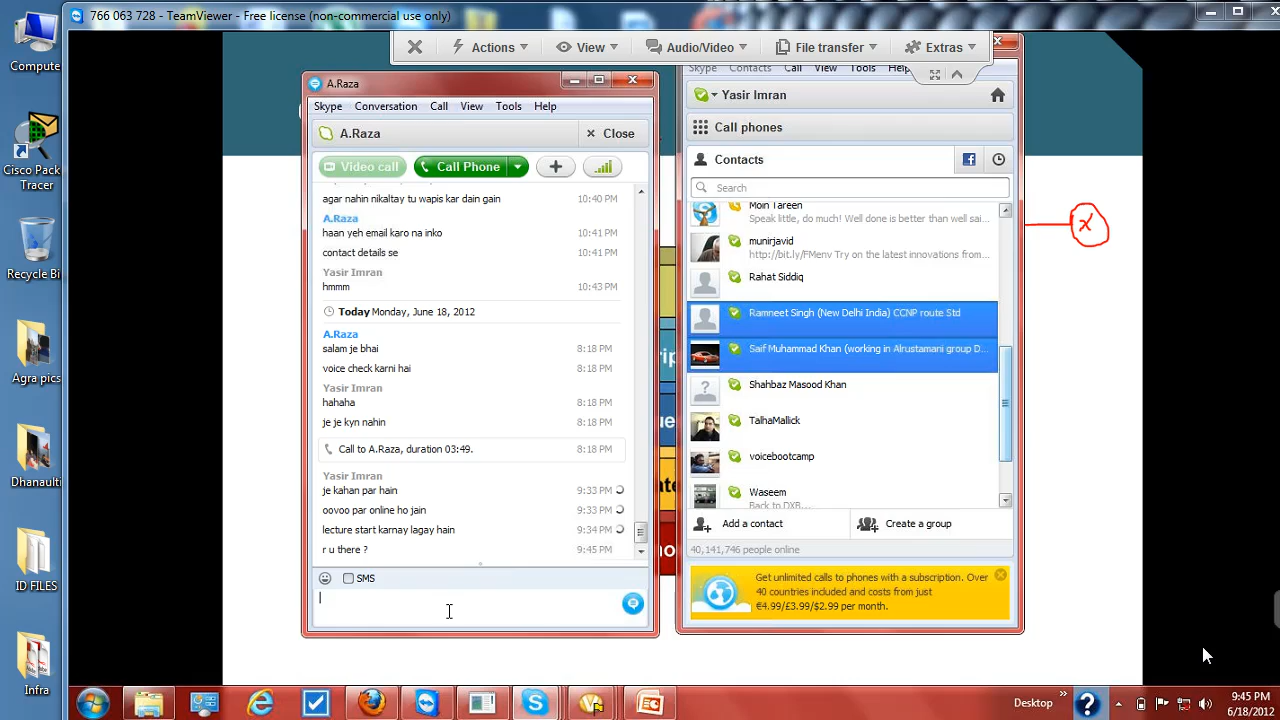 766 063 728 - TeamViewer - Free license (non-commercial use only)
Actions
View
Audio/Video
File transfer
Extras
Compute
Cisco Pack
Tracer
Recycle Bi
Agra pics
Dhanaulti
ID FILES
Infra
A.Raza
Skype Conversation Call View Tools Help
A.Raza
Close
Video call
Call Phone
agar nahin nikaltay tu wapis kar dain gain 10:40 PM
A.Raza
haan yeh email karo na inko 10:41 PM
contact details se 10:41 PM
Yasir Imran
hmmm 10:43 PM
Today Monday, June 18, 2012
A.Raza
salam je bhai 8:18 PM
voice check karni hai 8:18 PM
Yasir Imran
hahaha 8:18 PM
je je kyn nahin 8:18 PM
Call to A.Raza, duration 03:49. 8:18 PM
Yasir Imran
je kahan par hain 9:33 PM
oovoo par online ho jain 9:33 PM
lecture start karnay lagay hain 9:34 PM
r u there ? 9:45 PM
SMS
Skype Contacts Call View Tools Help
Yasir Imran
Call phones
Contacts
Search
Moin Tareen
Speak little, do much! Well done is better than well sai...
munirjavid
http://bit.ly/FMenv Try on the latest innovations from...
Rahat Siddiq
Ramneet Singh (New Delhi India) CCNP route Std
Saif Muhammad Khan (working in Alrustamani group D...
Shahbaz Masood Khan
TalhaMallick
voicebootcamp
Waseem
Back to DXB...
Add a contact
Create a group
40,141,746 people online
Get unlimited calls to phones with a subscription. Over
40 countries included and costs from just
€4.99/£3.99/$2.99 per month.
x
Desktop
9:45 PM
6/18/2012